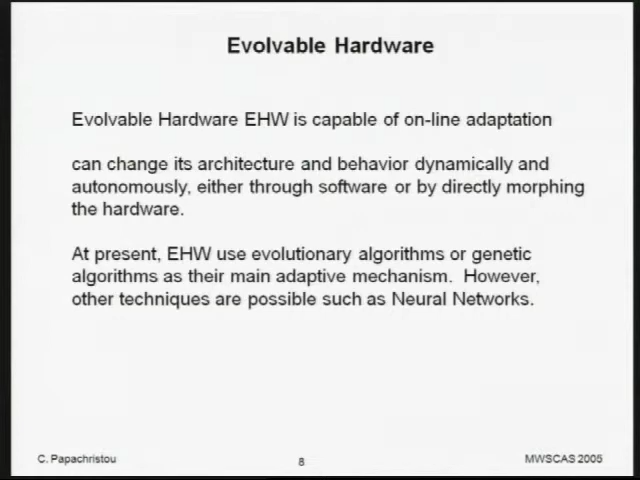 Evolvable Hardware
Evolvable Hardware EHW is capable of on-line adaptation
can change its architecture and behavior dynamically and
autonomously, either through software or by directly morphing
the hardware.
At present, EHW use evolutionary algorithms or genetic
algorithms as their main adaptive mechanism. However,
other techniques are possible such as Neural Networks.
C. Papachristou
8
MWSCAS 2005